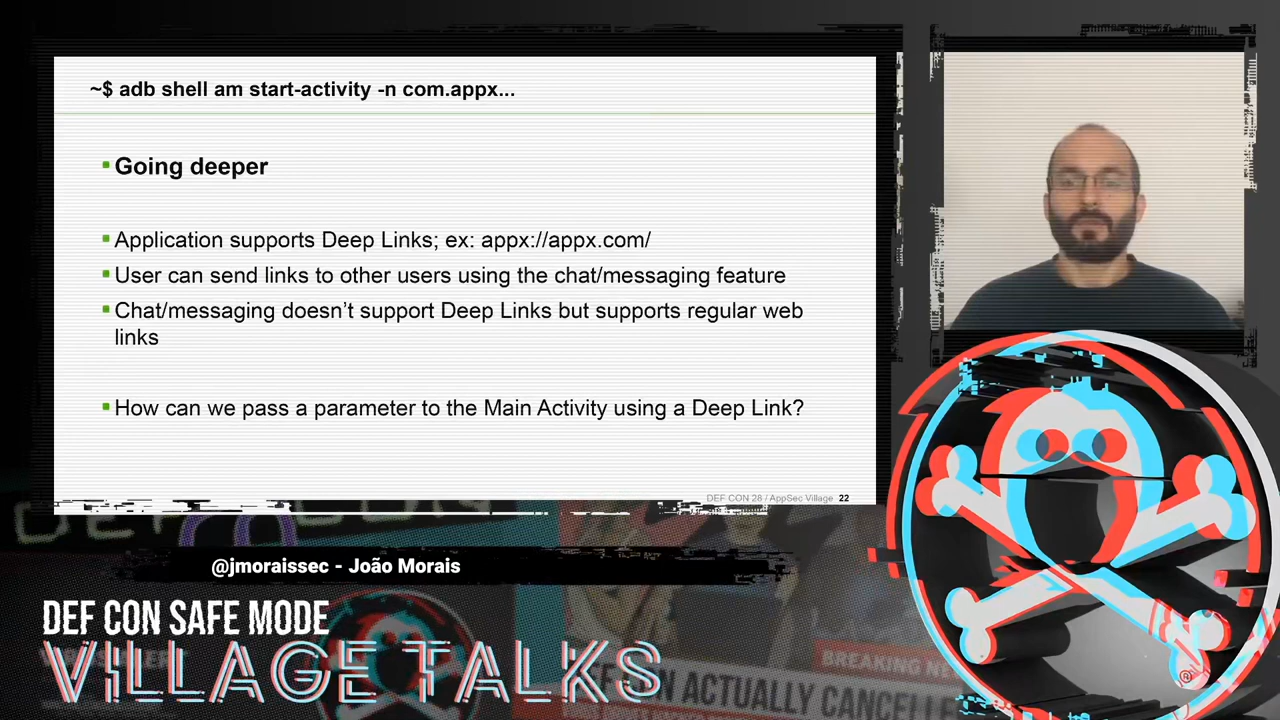 ~$ adb shell am start-activity -n com.appx...
Going deeper
Application supports Deep Links; ex: appx://appx.com/
User can send links to other users using the chat/messaging feature
Chat/messaging doesn’t support Deep Links but supports regular web
links
How can we pass a parameter to the Main Activity using a Deep Link?
DEF CON 28 / AppSec Village 22
DEF CON
@jmoraissec - João Morais
DEF CON SAFE MODE
VILLAGE TALKS
BREAKING
CON ACTUALLY
®